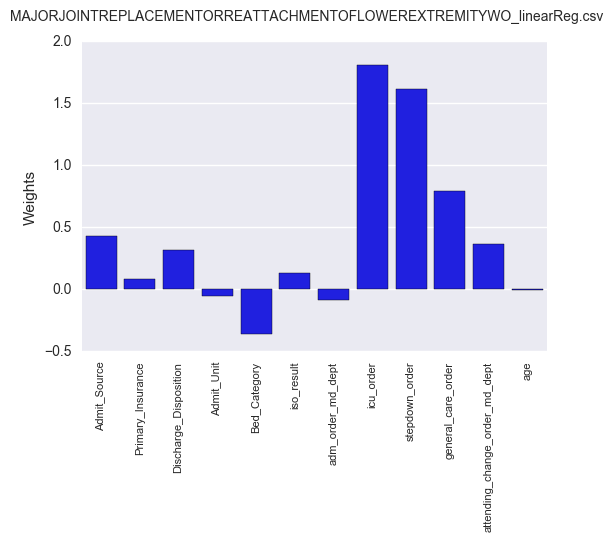 MAJORJOINTREPLACEMENTORREATTACHMENTOFLOWEREXTREMITYWO_linearReg.csv
2.0
1.5
1.0
0.5
0.0
−0.5
Weights
Admit_Source
Primary_Insurance
Discharge_Disposition
Admit_Unit
Bed_Category
iso_result
adm_order_md_dept
icu_order
stepdown_order
general_care_order
attending_change_order_md_dept
age